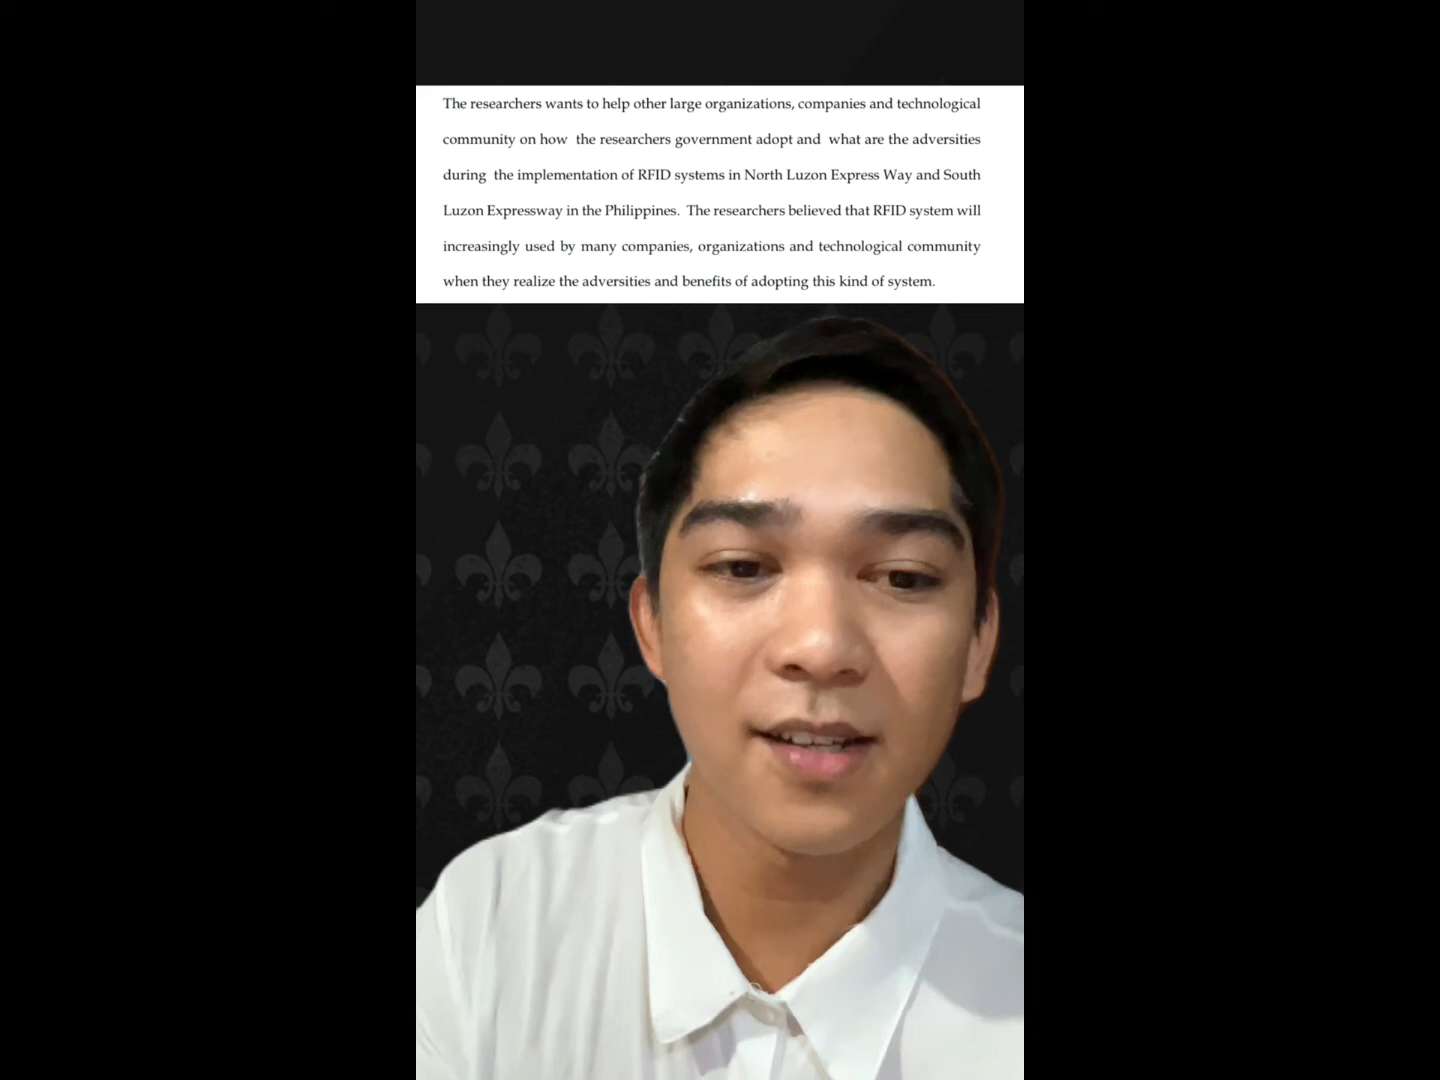 The researchers wants to help other large organizations, companies and technological
community on how the researchers government adopt and what are the adversities
during the implementation of RFID systems in North Luzon Express Way and South
Luzon Expressway in the Philippines. The researchers believed that RFID system will
increasingly used by many companies, organizations and technological community
when they realize the adversities and benefits of adopting this kind of system.